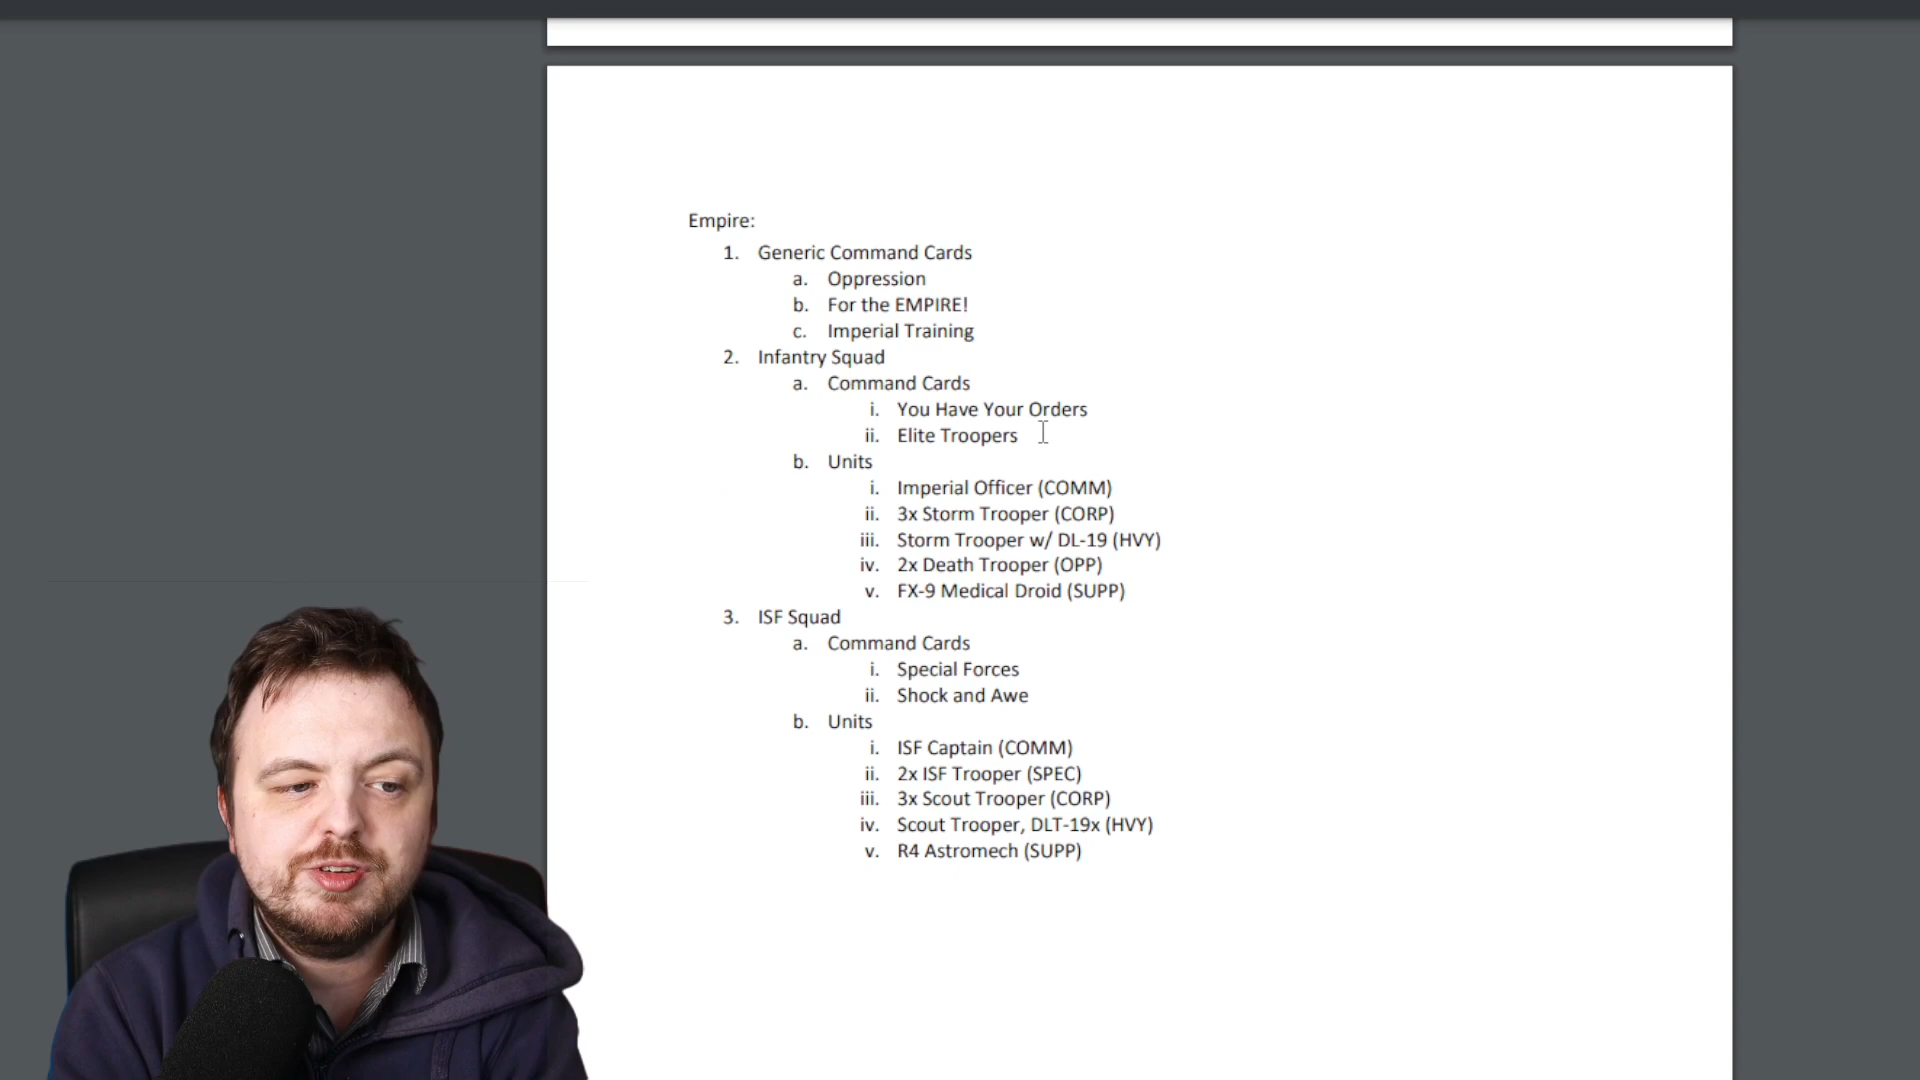 Empire:
1. Generic Command Cards
a. Oppression
b. For the EMPIRE!
c. Imperial Training
2. Infantry Squad
a. Command Cards
i. You Have Your Orders
ii. Elite Troopers
b. Units
i. Imperial Officer (COMM)
ii. 3x Storm Trooper (CORP)
iii. Storm Trooper w/ DL-19 (HVY)
iv. 2x Death Trooper (OPP)
v. FX-9 Medical Droid (SUPP)
3. ISF Squad
a. Command Cards
i. Special Forces
ii. Shock and Awe
b. Units
i. ISF Captain (COMM)
ii. 2x ISF Trooper (SPEC)
iii. 3x Scout Trooper (CORP)
iv. Scout Trooper, DLT-19x (HVY)
v. R4 Astromech (SUPP)